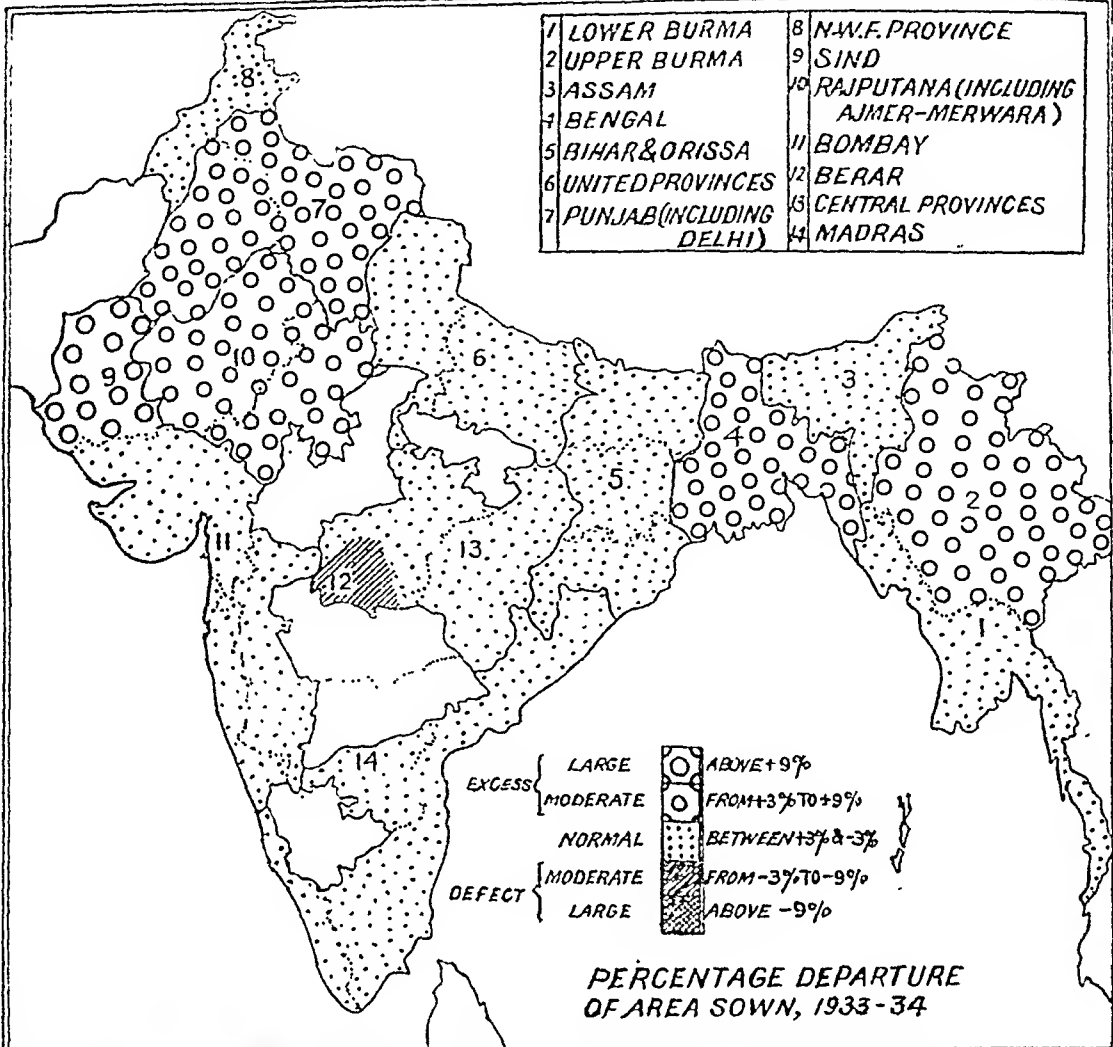 1 LOWER BURMA
2 UPPER BURMA
3 ASSAM
4 BENGAL
5 BIHAR & ORISSA
6 UNITED PROVINCES
7 PUNJAB (INCLUDING
DELHI)
8 N.W.F. PROVINCE
9 SIND
10 RAJPUTANA (INCLUDING
AJMER-MERWARA)
11 BOMBAY
12 BERAR
13 CENTRAL PROVINCES
14 MADRAS
8
7
10
9
6
3
4
5
2
11
13
12
1
14
EXCESS { LARGE ABOVE +9%
MODERATE FROM +3% TO +9%
NORMAL BETWEEN +3% & -3%
DEFECT { MODERATE FROM -3% TO -9%
LARGE ABOVE -9%
PERCENTAGE DEPARTURE
OF AREA SOWN, 1933-34